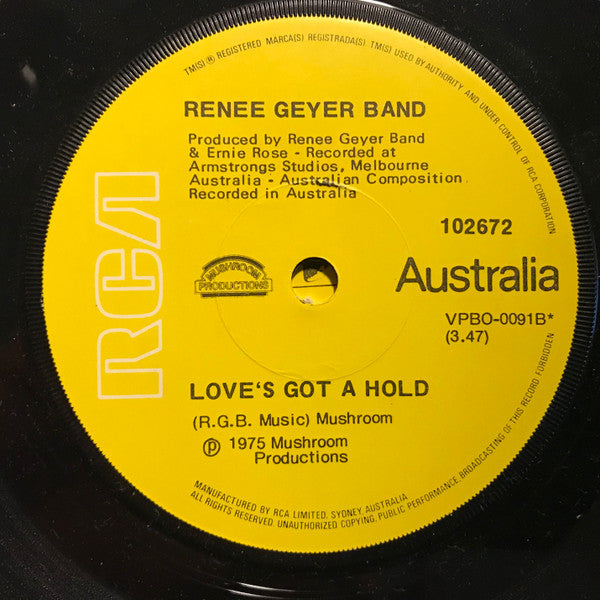 TM(S) ® REGISTERED MARCA(S) REGISTRADA(S) TM(S) USED BY AUTHORITY AND UNDER CONTROL OF RCA CORPORATION
RENEE GEYER BAND
Produced by Renee Geyer Band
& Ernie Rose - Recorded at
Armstrongs Studios, Melbourne
Australia - Australian Composition
Recorded in Australia
RCA
102672
MUSHROOM
PRODUCTIONS
Australia
VPBO-0091B*
(3.47)
LOVE'S GOT A HOLD
(R.G.B. Music) Mushroom
℗ 1975 Mushroom
Productions
MANUFACTURED BY RCA LIMITED. SYDNEY. AUSTRALIA
ALL RIGHTS RESERVED. UNAUTHORIZED COPYING, PUBLIC PERFORMANCE, BROADCASTING OF THIS RECORD FORBIDDEN